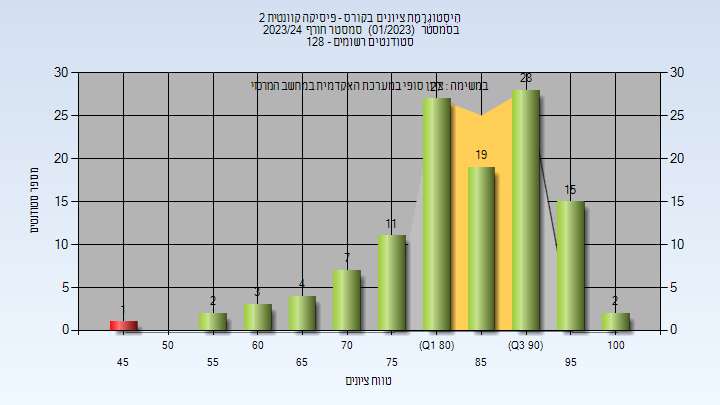 היסטוגרמת ציונים בקורס - פיסיקה קוונטית 2
בסמסטר (01/2023) סמסטר חורף 2023/24
סטודנטים רשומים - 128
במשימה : ציון סופי במערכת האקדמית במחשב המרכזי
30 30
25 25
20 20
15 15
10 10
5 5
0 0
מספר סטודנטים
1 2 3 4 7 11 27 19 28 15 2
50 60 70 (Q1 80) (Q3 90) 100
45 55 65 75 85 95
טווח ציונים